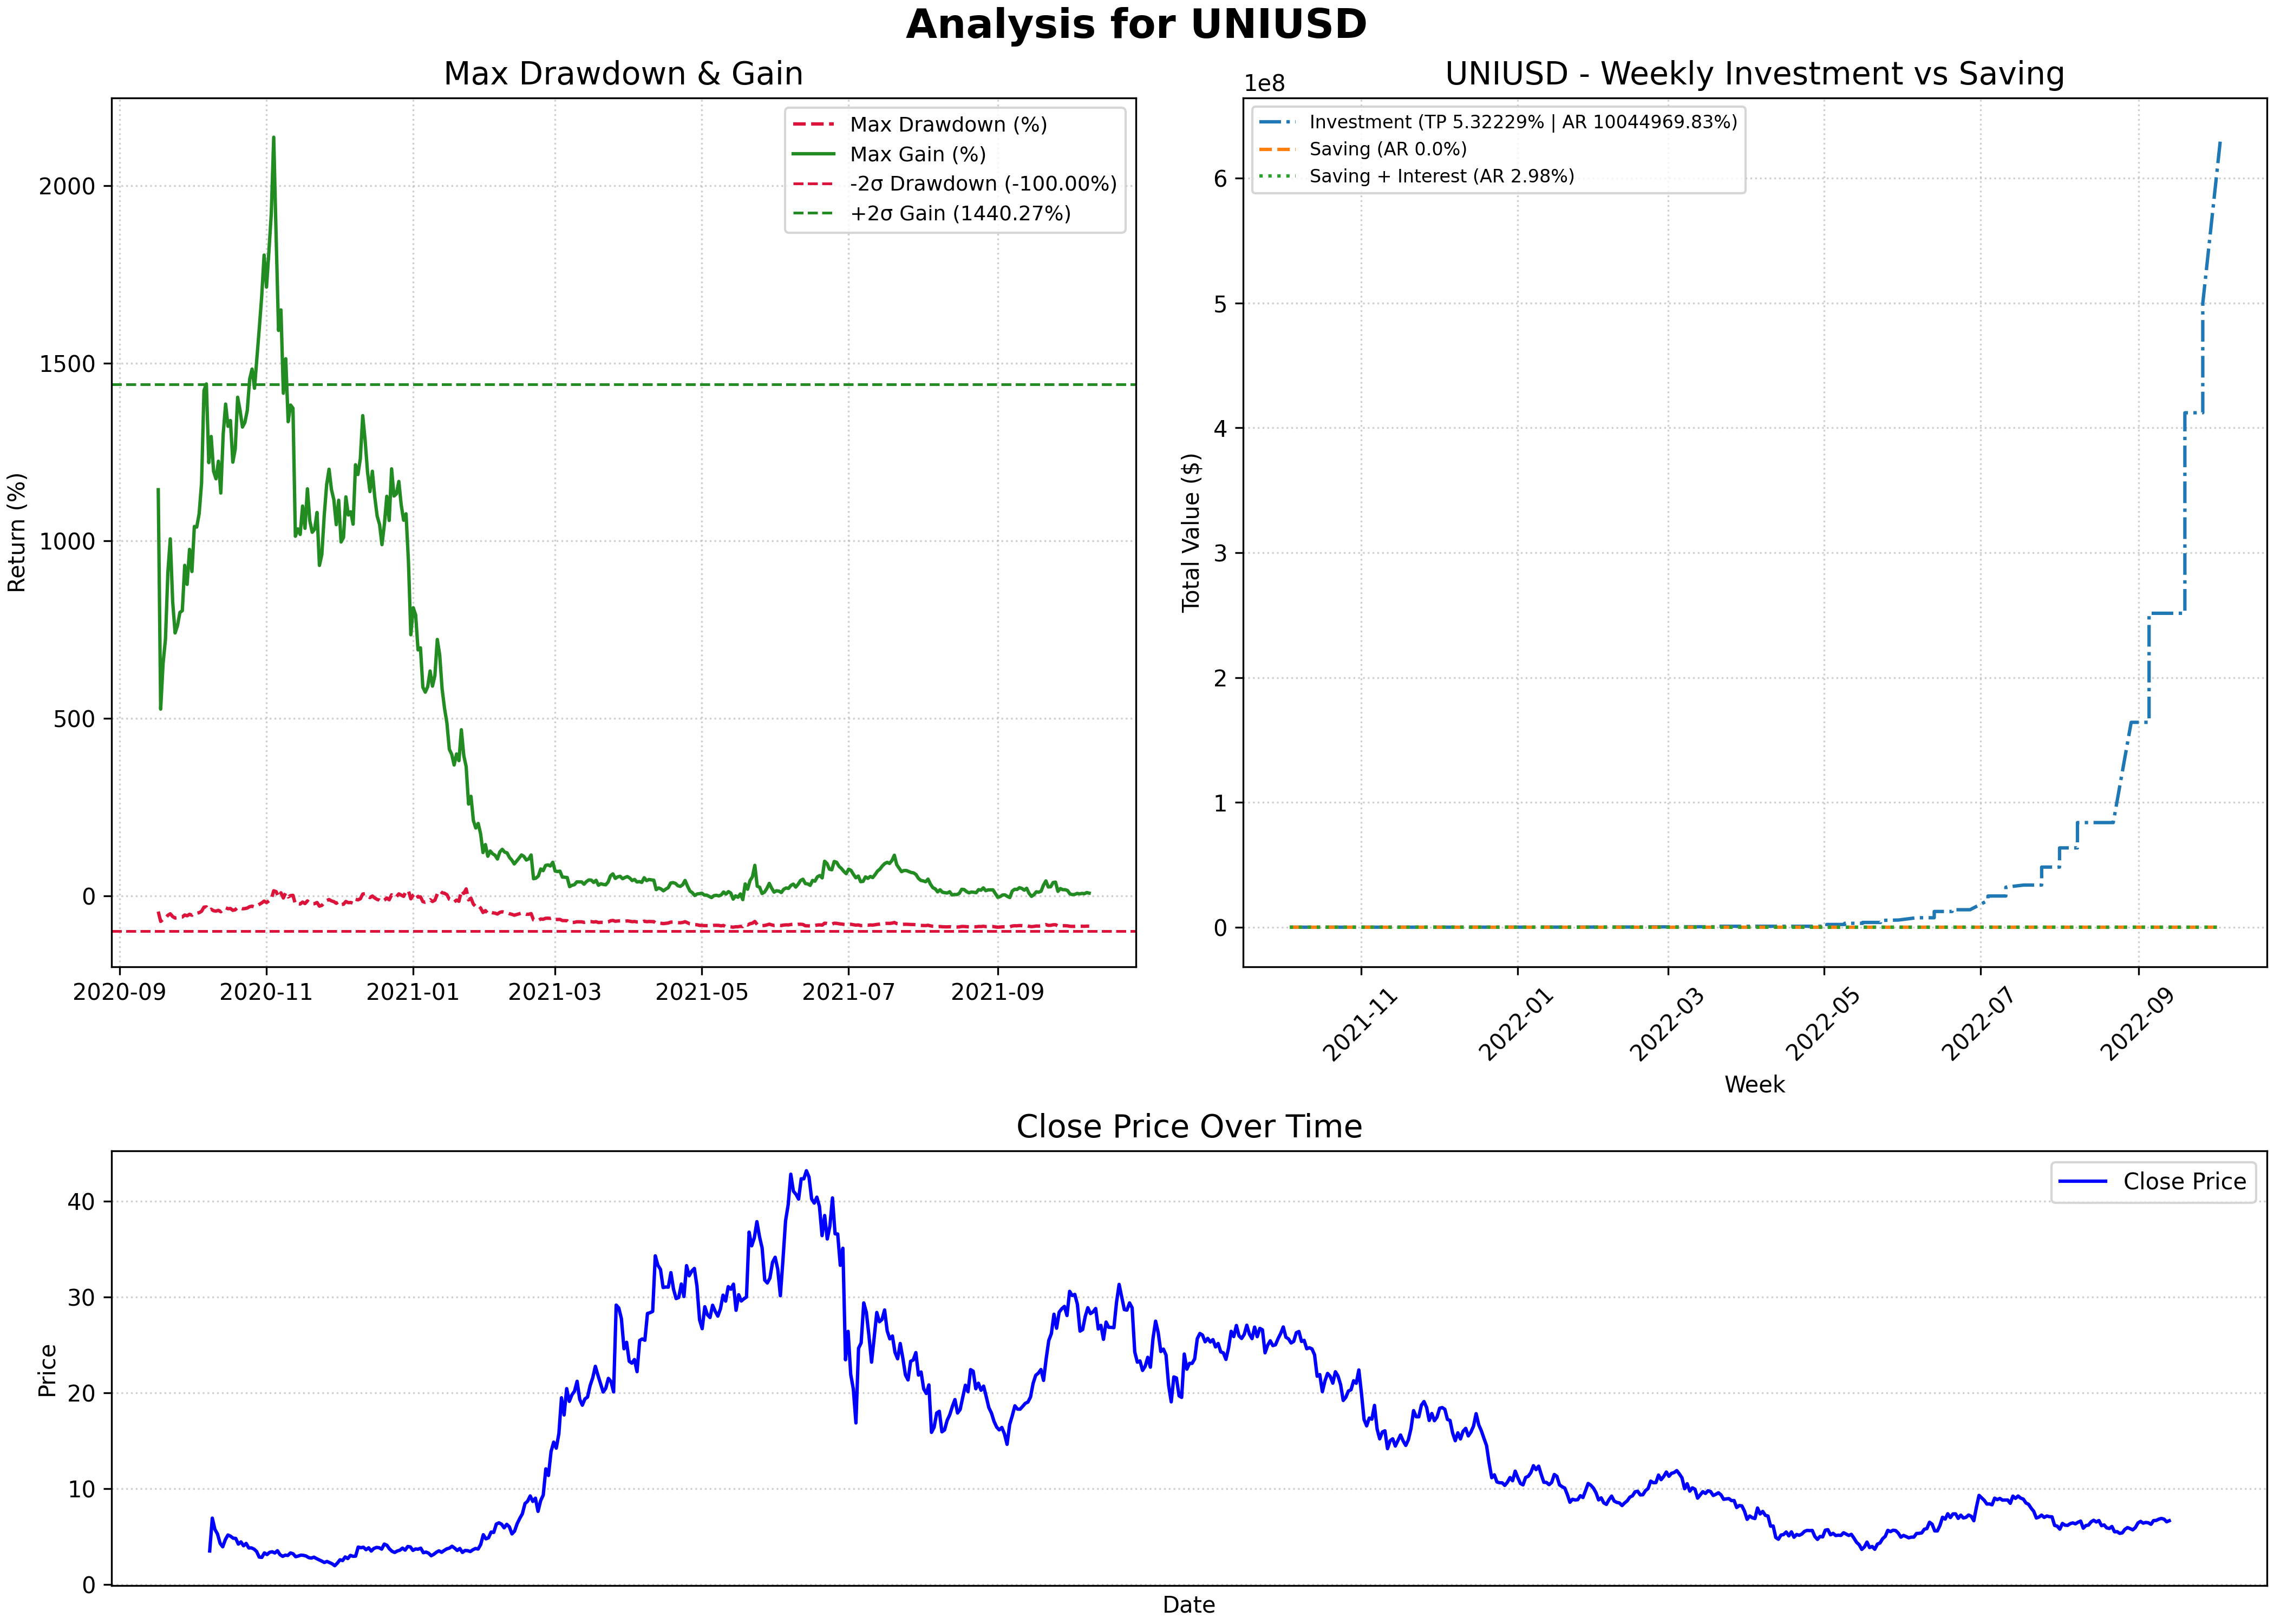 Analysis for UNIUSD
Max Drawdown & Gain
Return (%)
2000
1500
1000
500
0
2020-09
2020-11
2021-01
2021-03
2021-05
2021-07
2021-09
Max Drawdown (%)
Max Gain (%)
-2σ Drawdown (-100.00%)
+2σ Gain (1440.27%)
UNIUSD - Weekly Investment vs Saving
1e8
Total Value ($)
6
5
4
3
2
1
0
2021-11
2022-01
2022-03
2022-05
2022-07
2022-09
Week
Investment (TP 5.32229% | AR 10044969.83%)
Saving (AR 0.0%)
Saving + Interest (AR 2.98%)
Close Price Over Time
Price
40
30
20
10
0
Close Price
Date